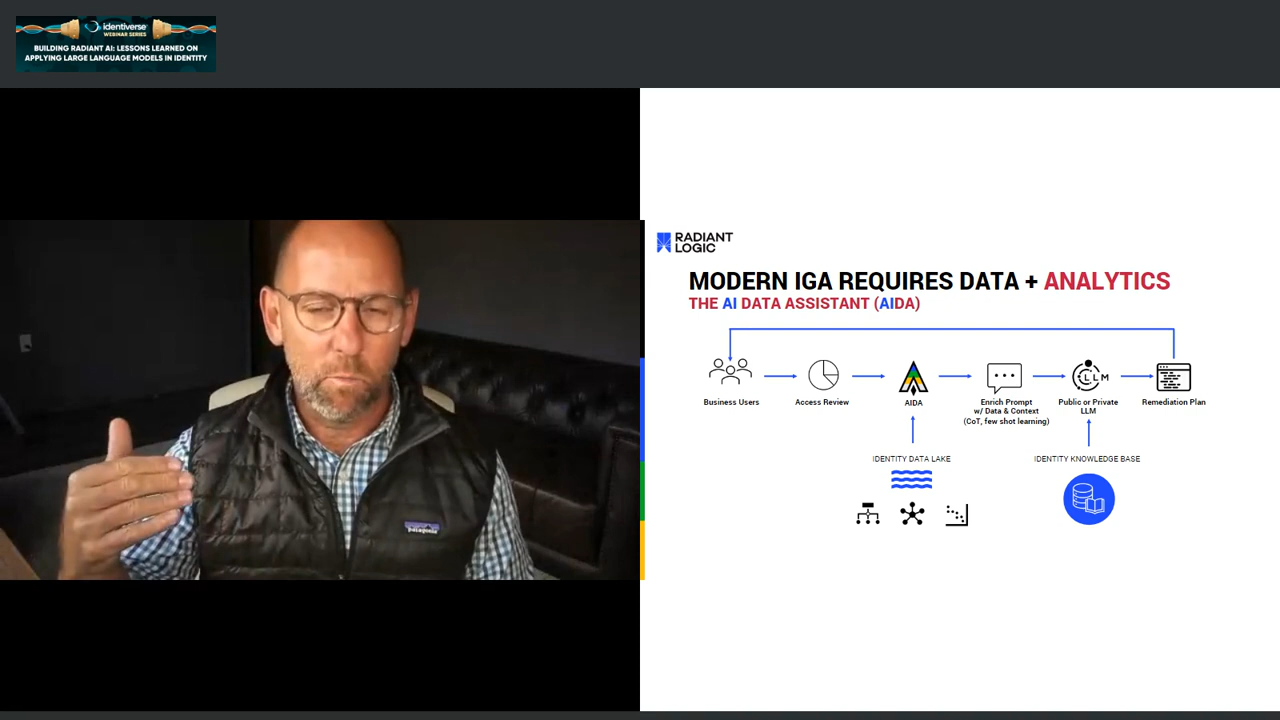 identiverse
WEBINAR SERIES
BUILDING RADIANT AI: LESSONS LEARNED ON
APPLYING LARGE LANGUAGE MODELS IN IDENTITY
RADIANT
LOGIC
MODERN IGA REQUIRES DATA + ANALYTICS
THE AI DATA ASSISTANT (AIDA)
LLM
Business Users
Access Review
AIDA
Enrich Prompt
w/ Data & Context
(CoT, few shot learning)
Public or Private
LLM
Remediation Plan
IDENTITY DATA LAKE
IDENTITY KNOWLEDGE BASE
patagonia